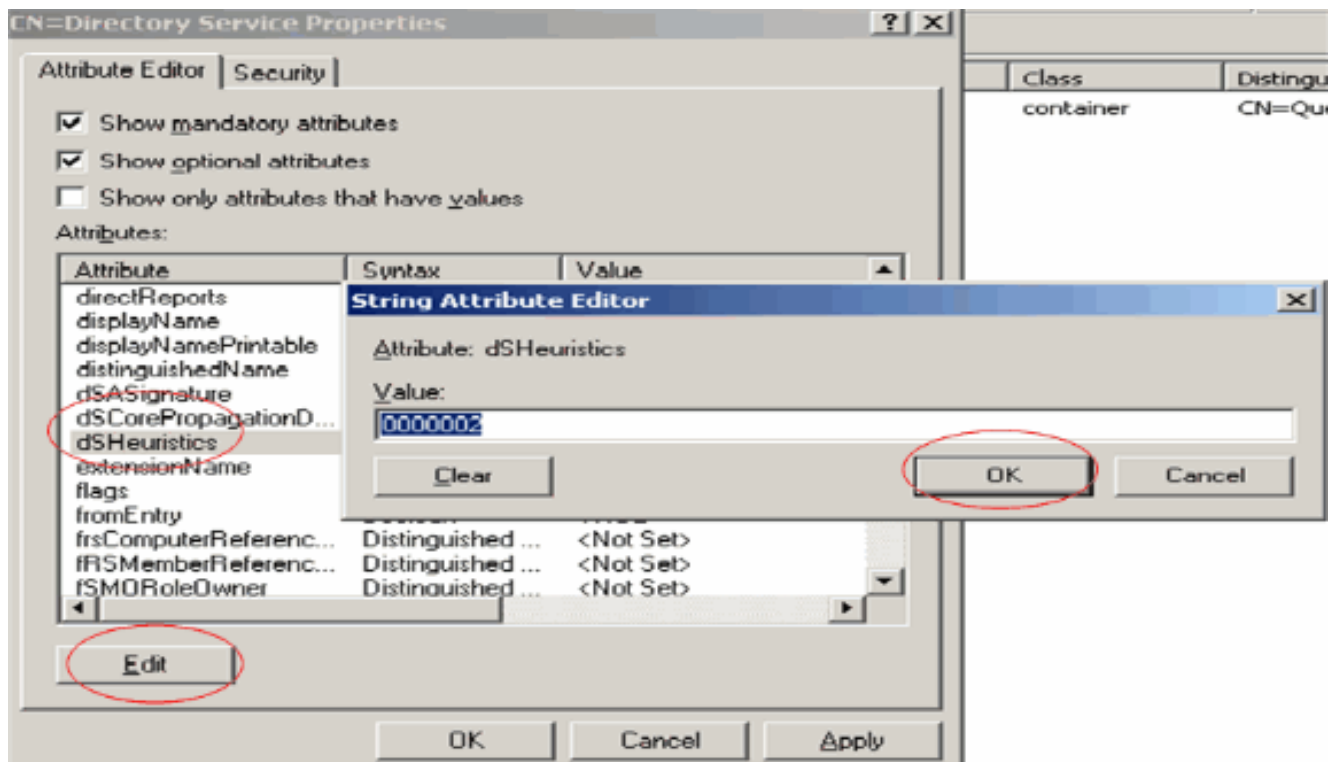 CN=Directory Service Properties
Attribute Editor
Security
Show mandatory attributes
Show optional attributes
Show only attributes that have values
Attributes:
Attribute Syntax Value
directReports
displayName
displayNamePrintable
distinguishedName
dSASignature
dSCorePropagationD...
dSHeuristics
extensionName
flags
fromEntry
frsComputerReferenc... Distinguished ... <Not Set>
fRSMemberReferenc... Distinguished ... <Not Set>
fSMORoleOwner Distinguished ... <Not Set>
Edit
OK Cancel Apply
String Attribute Editor
Attribute: dSHeuristics
Value:
0000002
Clear OK Cancel
Class Distingu
container CN=Que